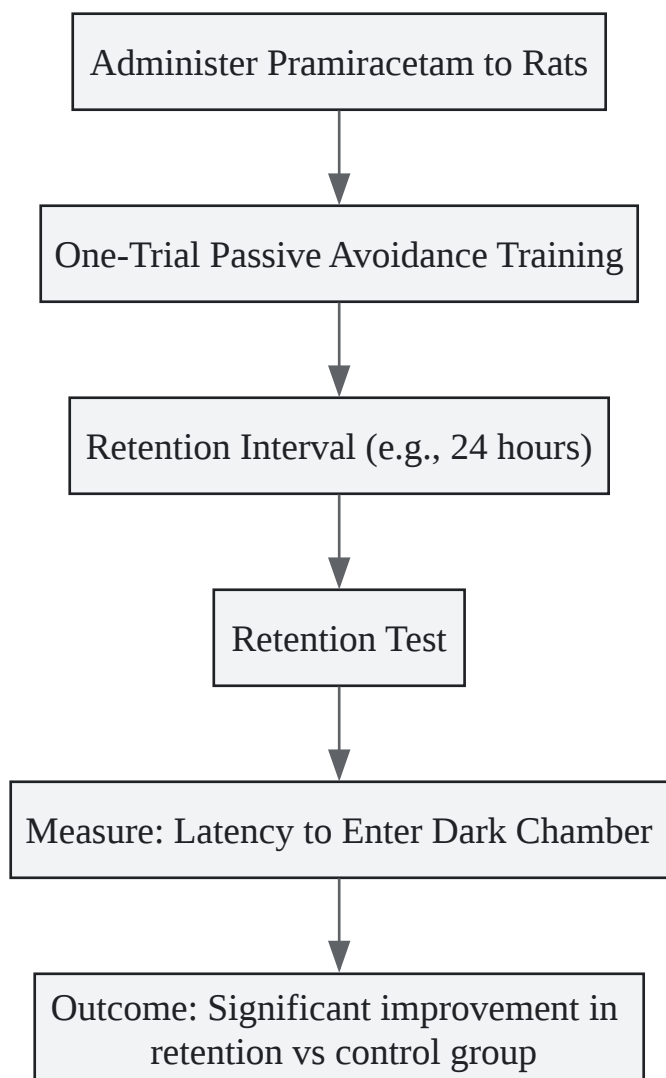 Administer Pramiracetam to Rats
One-Trial Passive Avoidance Training
Retention Interval (e.g., 24 hours)
Retention Test
Measure: Latency to Enter Dark Chamber
Outcome: Significant improvement in
retention vs control group